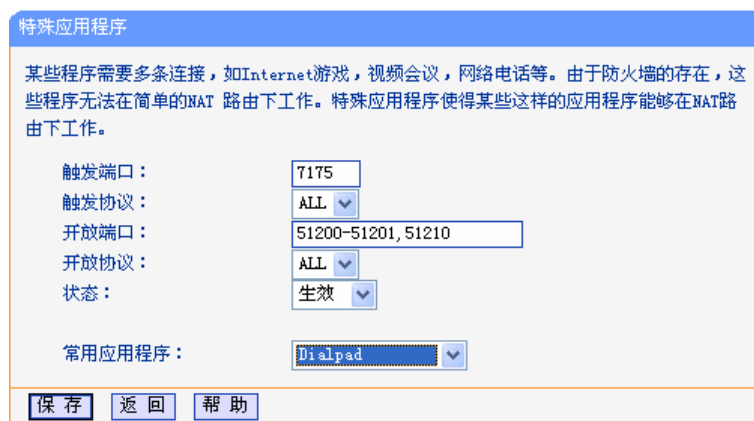 特殊应用程序
某些程序需要多条连接，如Internet游戏，视频会议，网络电话等。由于防火墙的存在，这
些程序无法在简单的NAT 路由下工作。特殊应用程序使得某些这样的应用程序能够在NAT路
由下工作。
触发端口： 7175
触发协议： ALL
开放端口： 51200-51201,51210
开放协议： ALL
状态： 生效
常用应用程序： Dialpad
保 存 返 回 帮 助